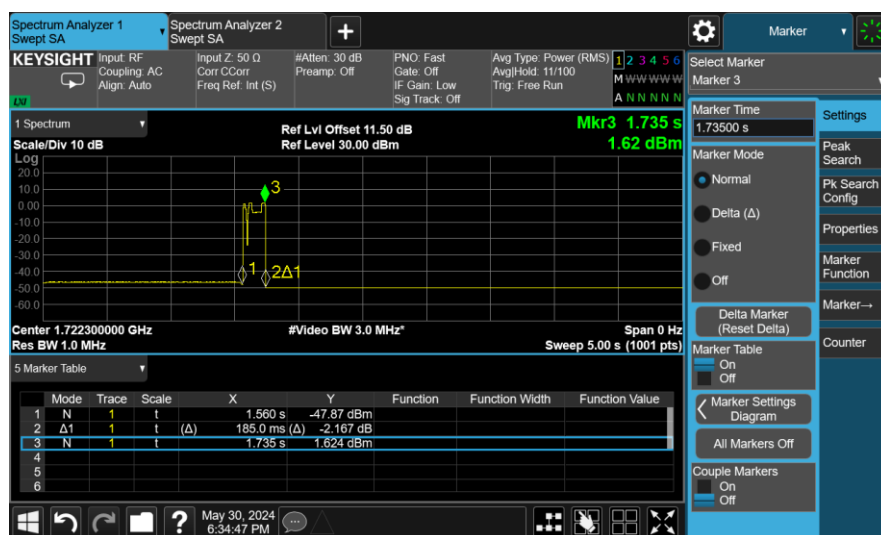 Spectrum Analyzer 1
Swept SA
Spectrum Analyzer 2
Swept SA
+
Marker
KEYSIGHT
Input: RF
Coupling: AC
Align: Auto
Input Z: 50 Ω
Corr CCorr
Freq Ref: Int (S)
#Atten: 30 dB
Preamp: Off
PNO: Fast
Gate: Off
IF Gain: Low
Sig Track: Off
Avg Type: Power (RMS)
Avg|Hold: 11/100
Trig: Free Run
1 2 3 4 5 6
M W W W W W
A N N N N N
LXI
Select Marker
Marker 3
1 Spectrum
Scale/Div 10 dB
Ref Lvl Offset 11.50 dB
Ref Level 30.00 dBm
Mkr3 1.735 s
1.62 dBm
Log
20.0
10.0
0.00
-10.0
-20.0
-30.0
-40.0
-50.0
-60.0
3
1
2Δ1
Center 1.722300000 GHz
Res BW 1.0 MHz
#Video BW 3.0 MHz*
Span 0 Hz
Sweep 5.00 s (1001 pts)
5 Marker Table
Mode Trace Scale X Y Function Function Width Function Value
1 N 1 t 1.560 s -47.87 dBm
2 Δ1 1 t (Δ) 185.0 ms (Δ) -2.167 dB
3 N 1 t 1.735 s 1.624 dBm
4
5
6
Marker Time
1.73500 s
Marker Mode
Normal
Delta (Δ)
Fixed
Off
Delta Marker
(Reset Delta)
Marker Table
On
Off
Marker Settings
Diagram
All Markers Off
Couple Markers
On
Off
Settings
Peak
Search
Pk Search
Config
Properties
Marker
Function
Marker→
Counter
?
May 30, 2024
6:34:47 PM